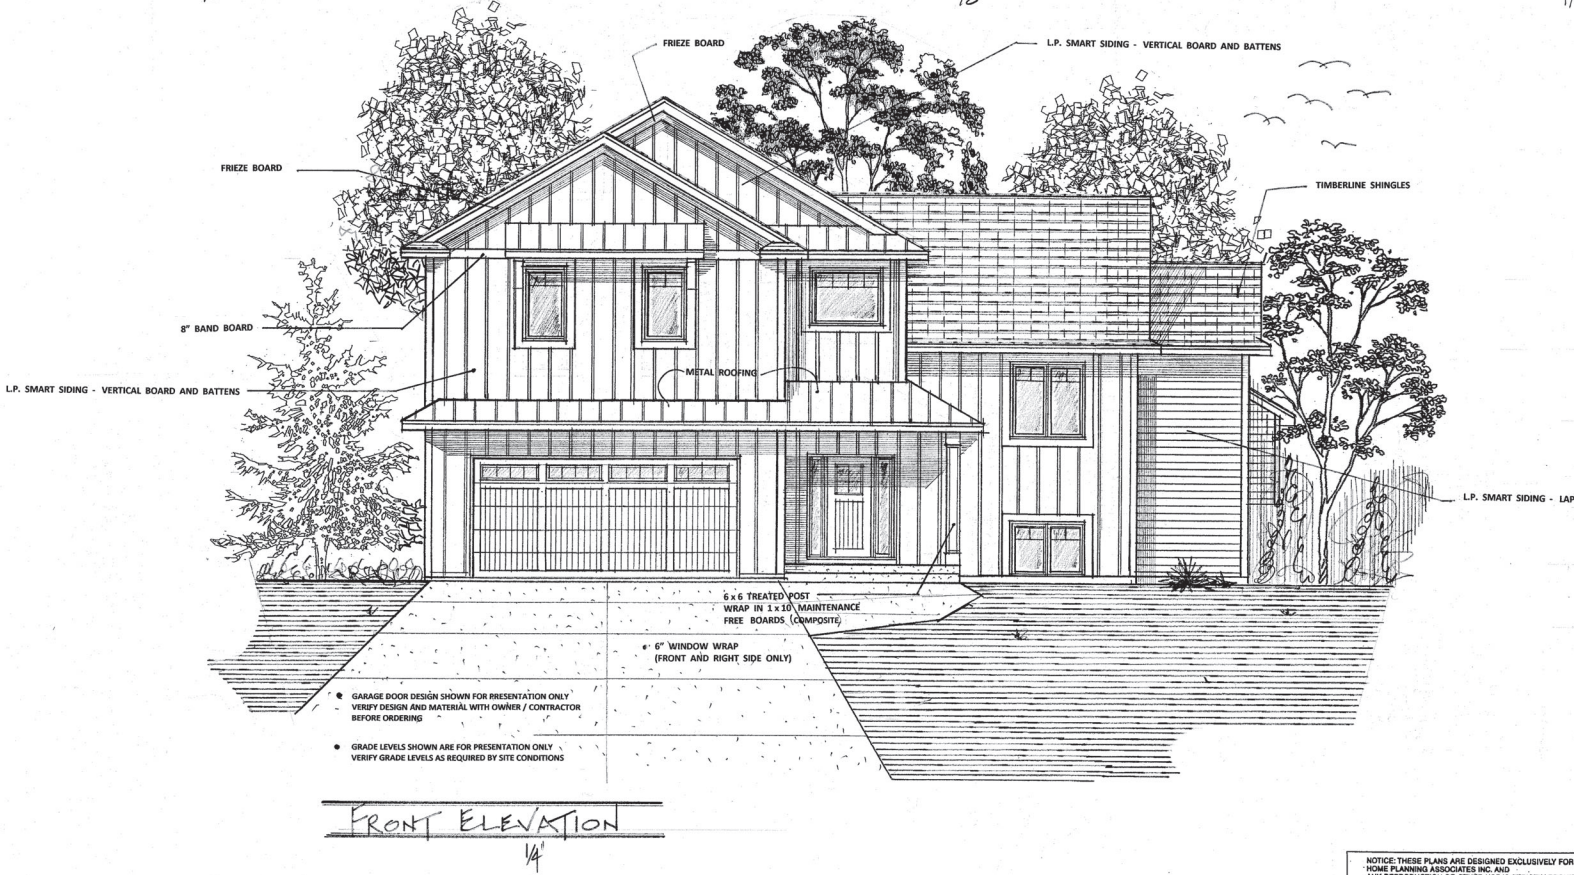 FRIEZE BOARD
L.P. SMART SIDING - VERTICAL BOARD AND BATTENS
FRIEZE BOARD
TIMBERLINE SHINGLES
8" BAND BOARD
METAL ROOFING
L.P. SMART SIDING - VERTICAL BOARD AND BATTENS
L.P. SMART SIDING - LAP
6 x 6 TREATED POST
WRAP IN 1 x 10 MAINTENANCE
FREE BOARDS (COMPOSITE)
• 6" WINDOW WRAP
(FRONT AND RIGHT SIDE ONLY)
• GARAGE DOOR DESIGN SHOWN FOR PRESENTATION ONLY
VERIFY DESIGN AND MATERIAL WITH OWNER / CONTRACTOR
BEFORE ORDERING
• GRADE LEVELS SHOWN ARE FOR PRESENTATION ONLY
VERIFY GRADE LEVELS AS REQUIRED BY SITE CONDITIONS
FRONT ELEVATION
1/4"
NOTICE: THESE PLANS ARE DESIGNED EXCLUSIVELY FOR
HOME PLANNING ASSOCIATES INC. AND